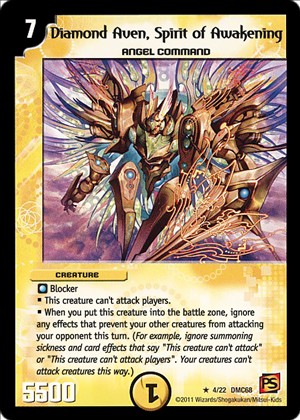 7 Diamond Aven, Spirit of Awakening
ANGEL COMMAND
CREATURE
Blocker
■ This creature can't attack players.
■ When you put this creature into the battle zone, ignore
any effects that prevent your other creatures from attacking
your opponent this turn. (For example, ignore summoning
sickness and card effects that say "This creature can't attack"
or "This creature can't attack players". Your creatures can't
attack creatures this way.)
5500
1
★ 4/22 DMC68
©2011 Wizards/Shogakukan/Mitsui-Kids
PS